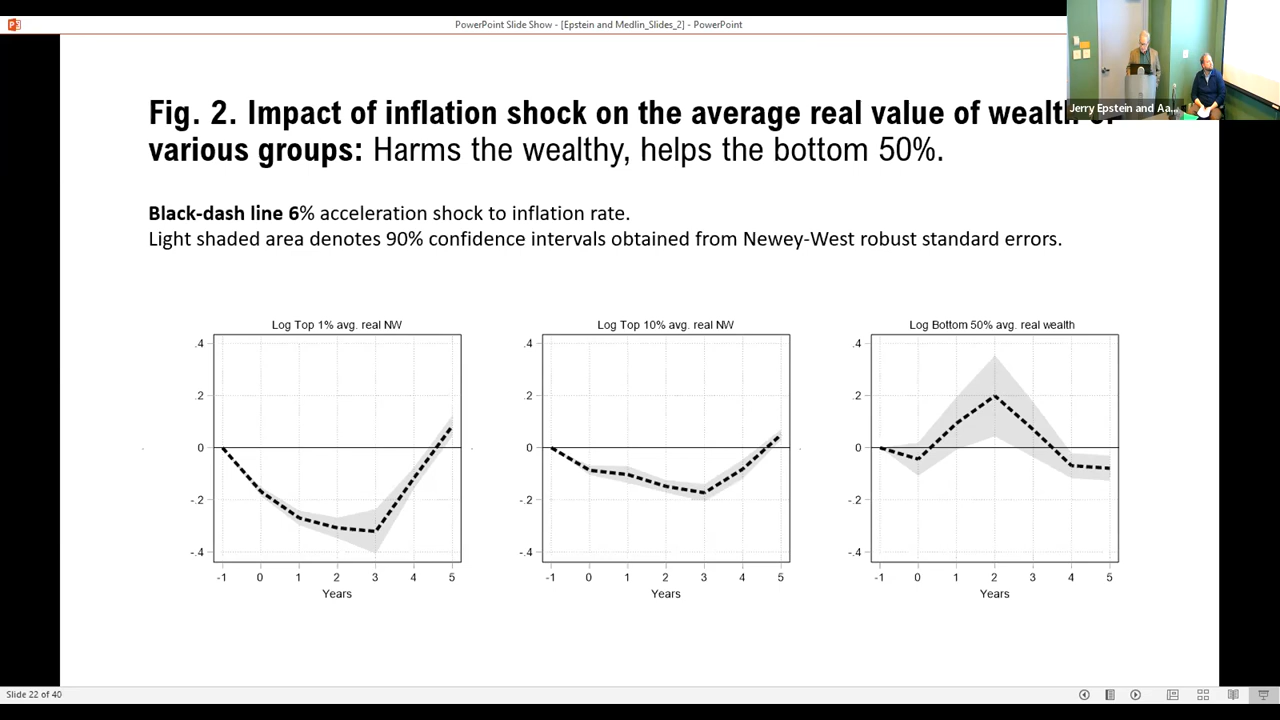 PowerPoint Slide Show - [Epstein and Medlin_Slides_2] - PowerPoint
Jerry Epstein and Aa...
Fig. 2. Impact of inflation shock on the average real value of wealth of
various groups: Harms the wealthy, helps the bottom 50%.
Black-dash line 6% acceleration shock to inflation rate.
Light shaded area denotes 90% confidence intervals obtained from Newey-West robust standard errors.
Log Top 1% avg. real NW
.4
.2
0
-.2
-.4
-1 0 1 2 3 4 5
Years
Log Top 10% avg. real NW
.4
.2
0
-.2
-.4
-1 0 1 2 3 4 5
Years
Log Bottom 50% avg. real wealth
.4
.2
0
-.2
-.4
-1 0 1 2 3 4 5
Years
Slide 22 of 40